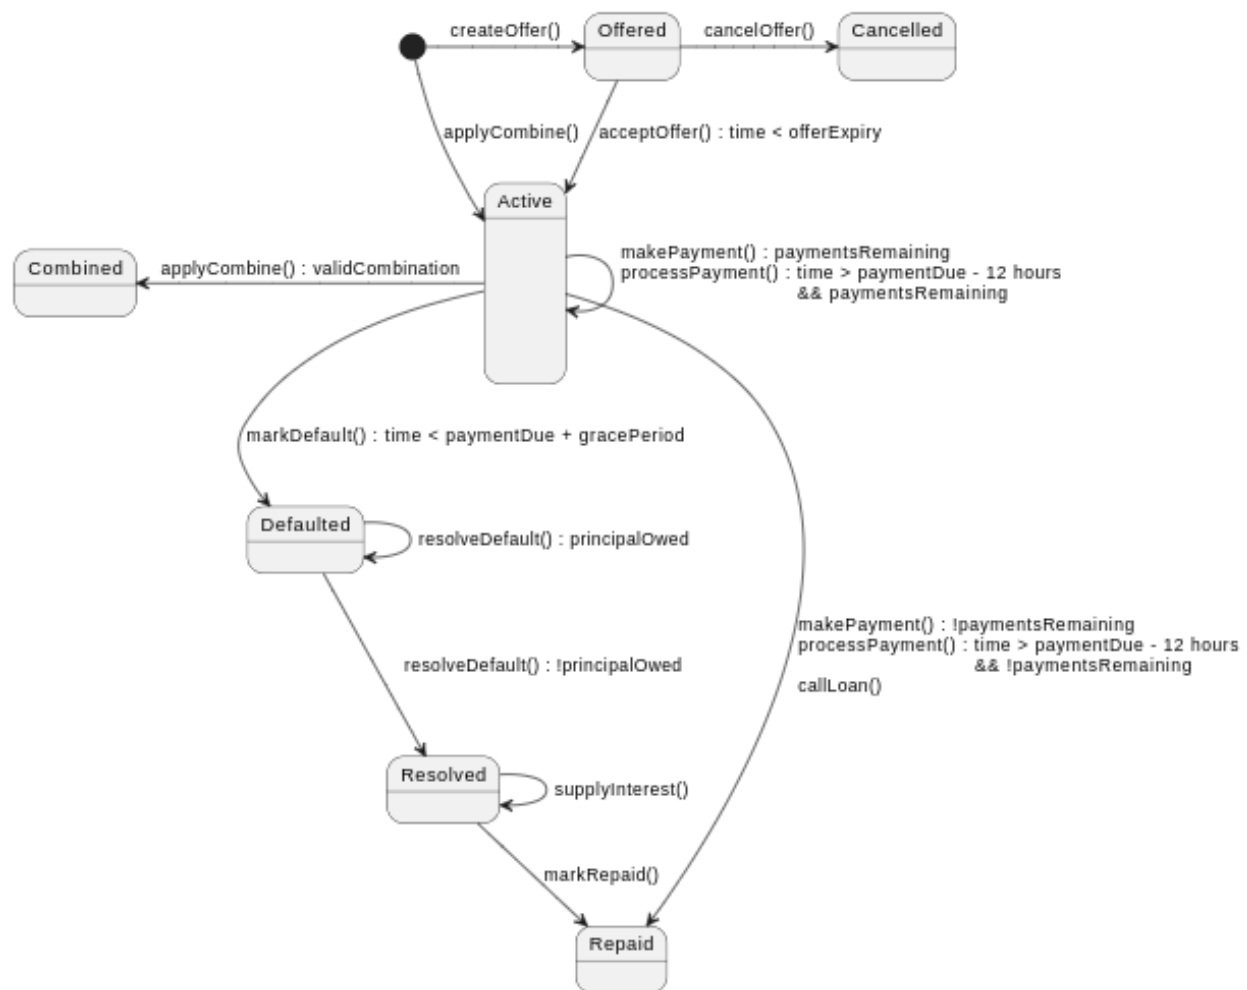 createOffer()
Offered
cancelOffer()
Cancelled
applyCombine()
acceptOffer() : time < offerExpiry
Active
Combined
applyCombine() : validCombination
makePayment() : paymentsRemaining
processPayment() : time > paymentDue - 12 hours
&& paymentsRemaining
markDefault() : time < paymentDue + gracePeriod
Defaulted
resolveDefault() : principalOwed
resolveDefault() : !principalOwed
makePayment() : !paymentsRemaining
processPayment() : time > paymentDue - 12 hours
&& !paymentsRemaining
callLoan()
Resolved
supplyInterest()
markRepaid()
Repaid